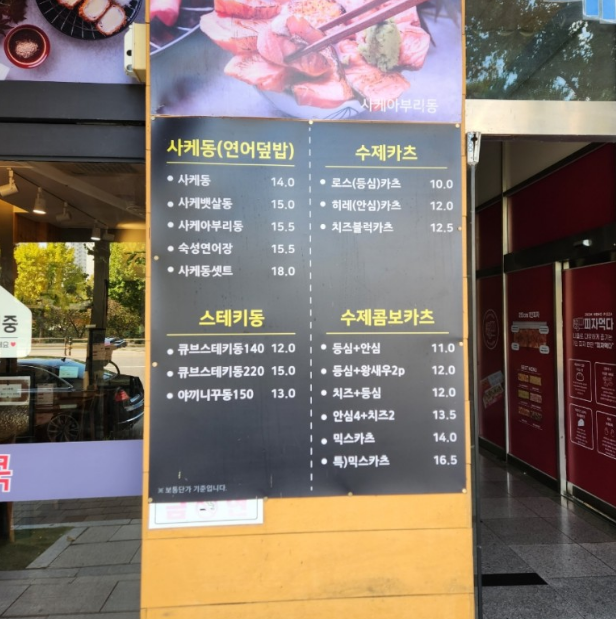 사케아부리동
사케동(연어덮밥)
사케동 14.0
사케뱃살동 15.0
사케아부리동 15.5
숙성연어장 15.5
사케동셋트 18.0
수제카츠
로스(등심)카츠 10.0
히레(안심)카츠 12.0
치즈볼럭카츠 12.5
스테키동
큐브스테키동140 12.0
큐브스테키동220 15.0
야끼니꾸동150 13.0
수제콤보카츠
등심+안심 11.0
등심+왕새우2p 12.0
치즈+등심 12.0
안심4+치즈2 13.5
믹스카츠 14.0
특)믹스카츠 16.5
※ 보통단가 기준입니다.
중
피자먹다